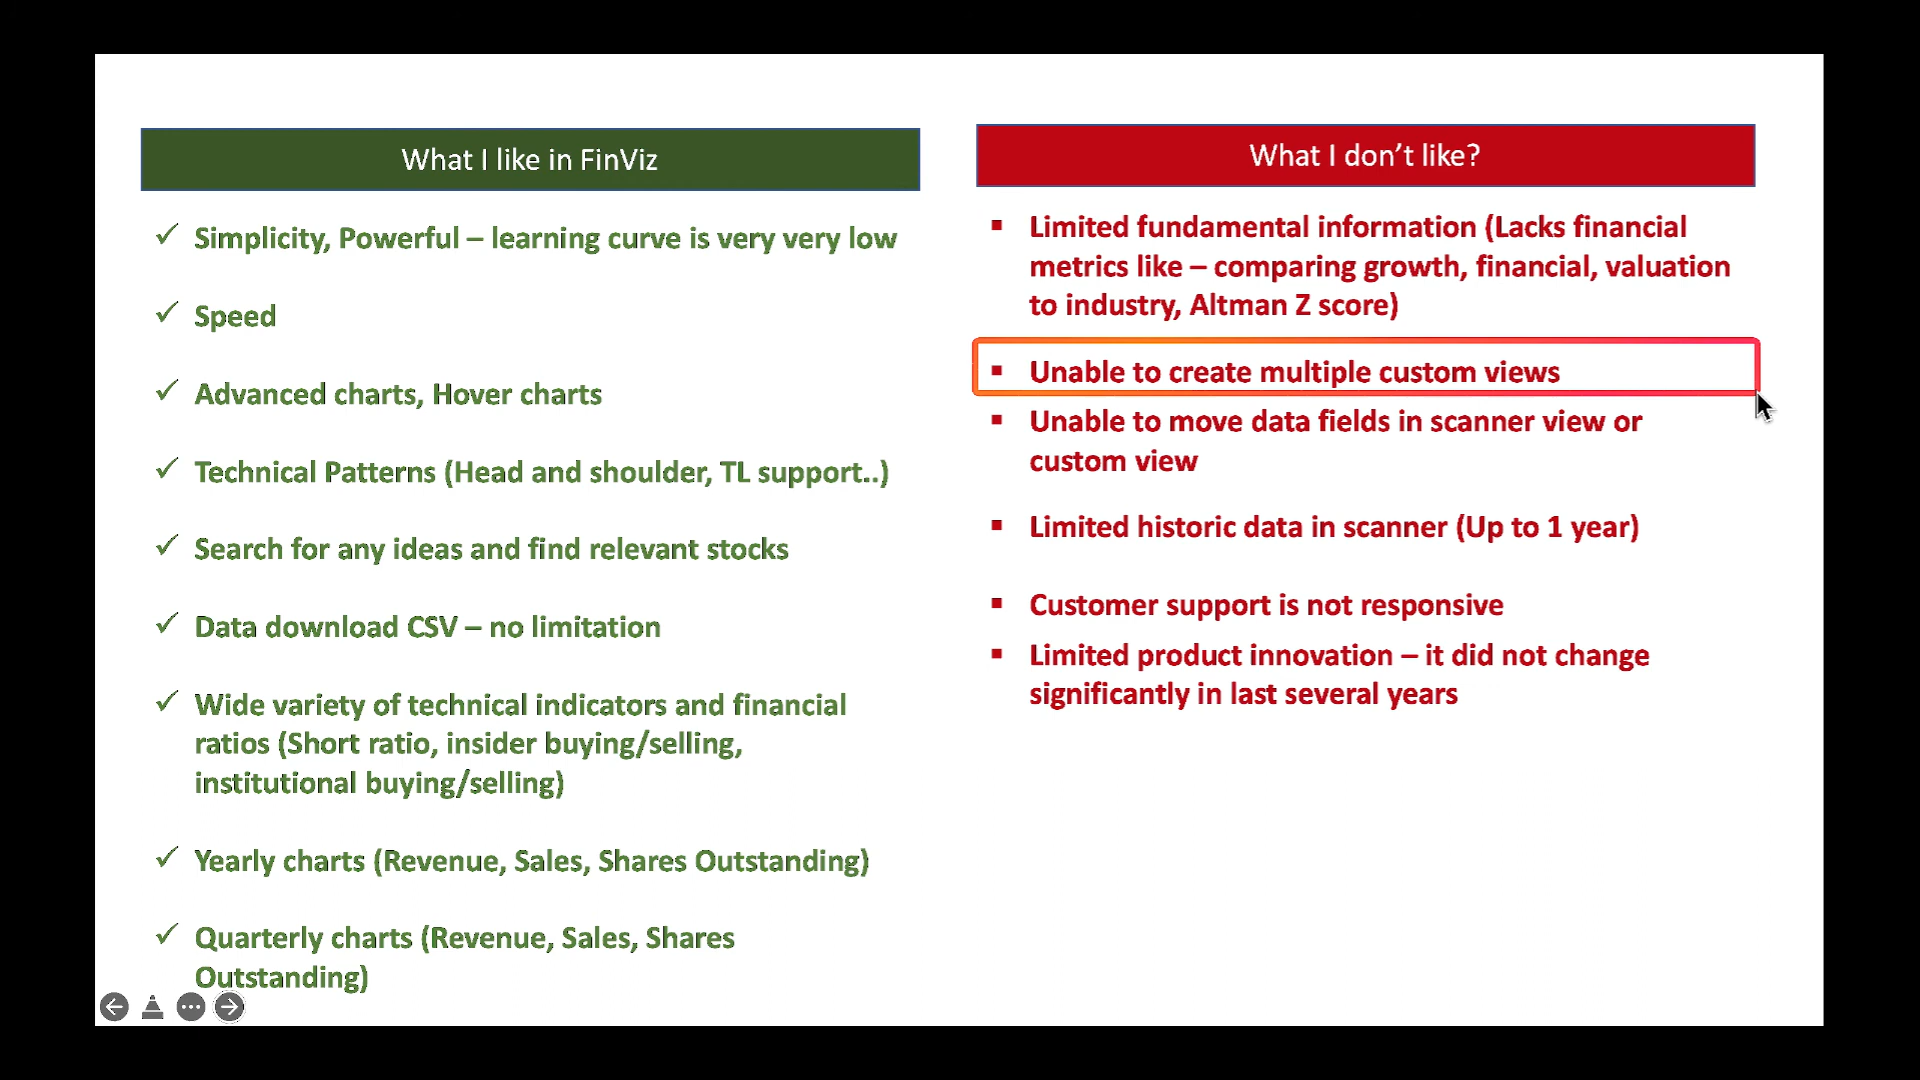 What I like in FinViz
✓ Simplicity, Powerful – learning curve is very very low
✓ Speed
✓ Advanced charts, Hover charts
✓ Technical Patterns (Head and shoulder, TL support..)
✓ Search for any ideas and find relevant stocks
✓ Data download CSV – no limitation
✓ Wide variety of technical indicators and financial
ratios (Short ratio, insider buying/selling,
institutional buying/selling)
✓ Yearly charts (Revenue, Sales, Shares Outstanding)
✓ Quarterly charts (Revenue, Sales, Shares
Outstanding)
What I don’t like?
▪ Limited fundamental information (Lacks financial
metrics like – comparing growth, financial, valuation
to industry, Altman Z score)
▪ Unable to create multiple custom views
▪ Unable to move data fields in scanner view or
custom view
▪ Limited historic data in scanner (Up to 1 year)
▪ Customer support is not responsive
▪ Limited product innovation – it did not change
significantly in last several years